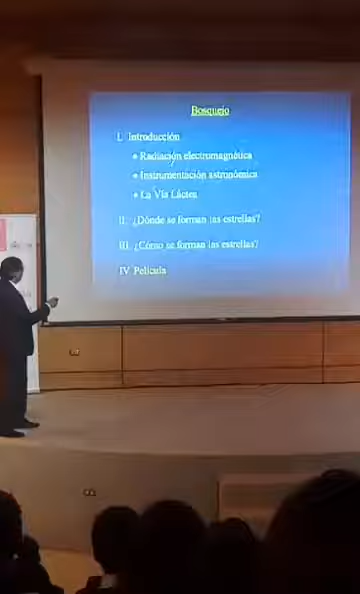 Bosquejo
I. Introducción
• Radiación electromagnética
• Instrumentación astronómica
• La Vía Láctea
II. ¿Dónde se forman las estrellas?
III. ¿Cómo se forman las estrellas?
IV. Película